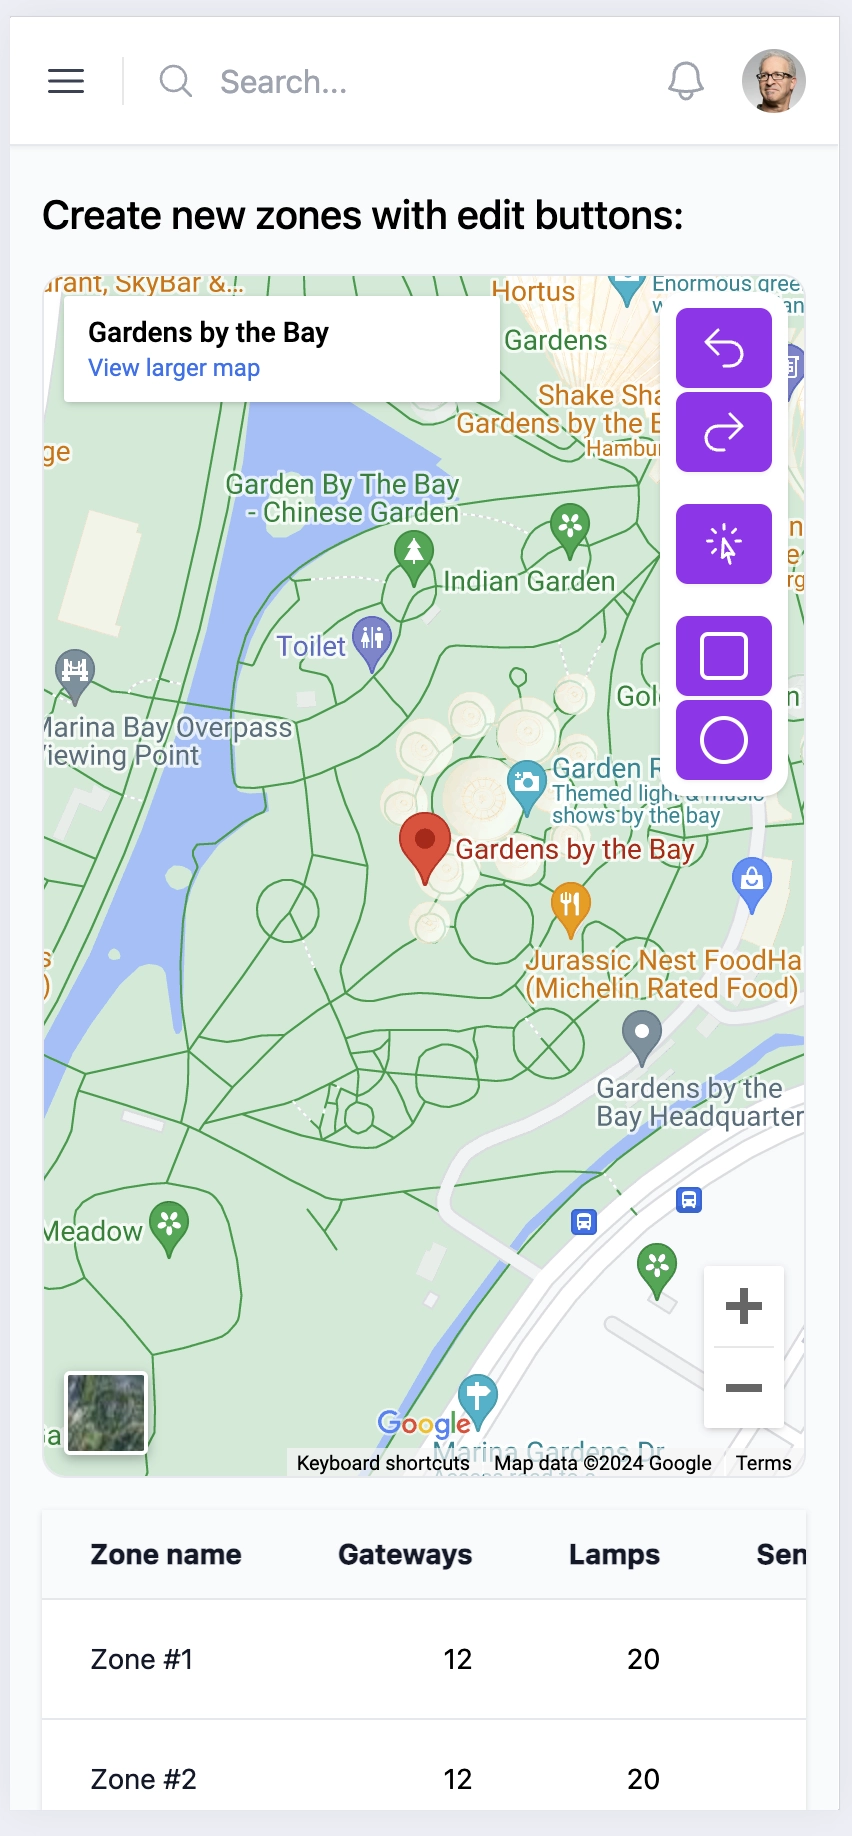 Search...
Create new zones with edit buttons:
SkyBar &...
Hortus
Enormous gree
Gardens by the Bay
View larger map
Gardens
Shake Sha
Gardens by the B
Hambur
ge
Garden By The Bay
- Chinese Garden
Indian Garden
Toilet
Marina Bay Overpass
Viewing Point
Garden R
Themed light & music
shows by the bay
Gardens by the Bay
Jurassic Nest FoodHa
(Michelin Rated Food)
Gardens by the
Bay Headquarter
Meadow
Google
Marina Gardens Dr
Keyboard shortcuts Map data ©2024 Google Terms
Zone name Gateways Lamps Sen
Zone #1 12 20
Zone #2 12 20